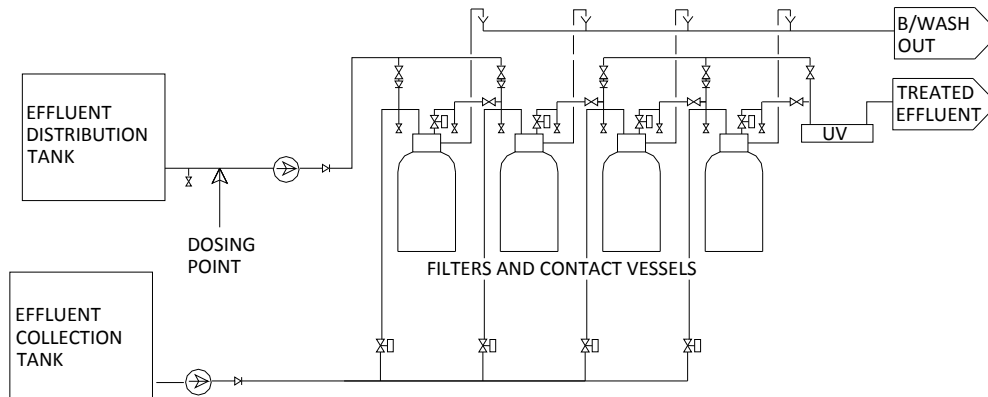 B/WASH
OUT
TREATED
EFFLUENT
EFFLUENT
DISTRIBUTION
TANK
UV
DOSING
POINT
FILTERS AND CONTACT VESSELS
EFFLUENT
COLLECTION
TANK